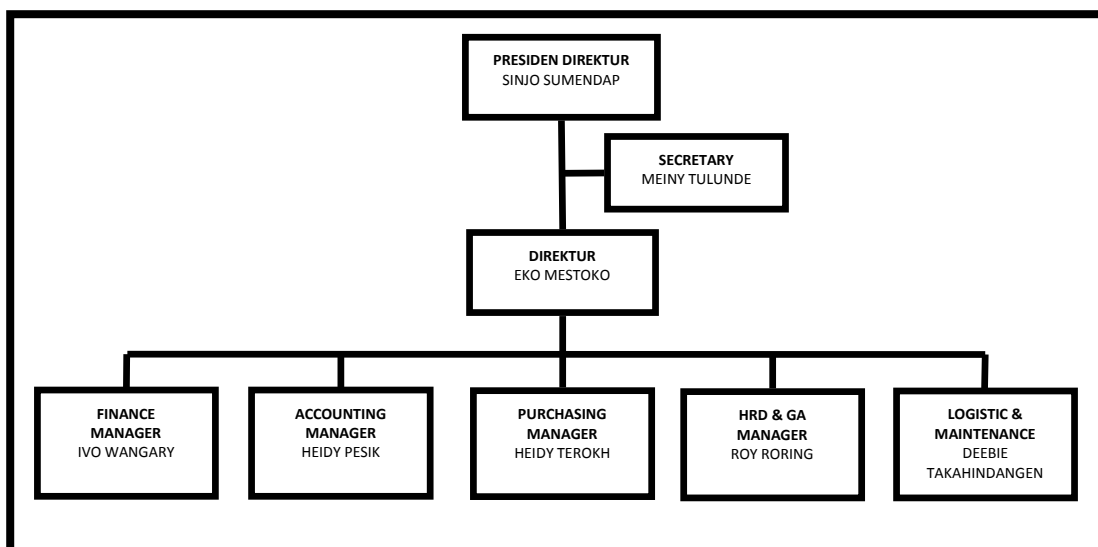 PRESIDEN DIREKTUR
SINJO SUMENDAP
SECRETARY
MEINY TULUNDE
DIREKTUR
EKO MESTOKO
FINANCE
MANAGER
IVO WANGARY
ACCOUNTING
MANAGER
HEIDY PESIK
PURCHASING
MANAGER
HEIDY TEROKH
HRD & GA
MANAGER
ROY RORING
LOGISTIC &
MAINTENANCE
DEEBIE
TAKAHINDANGEN